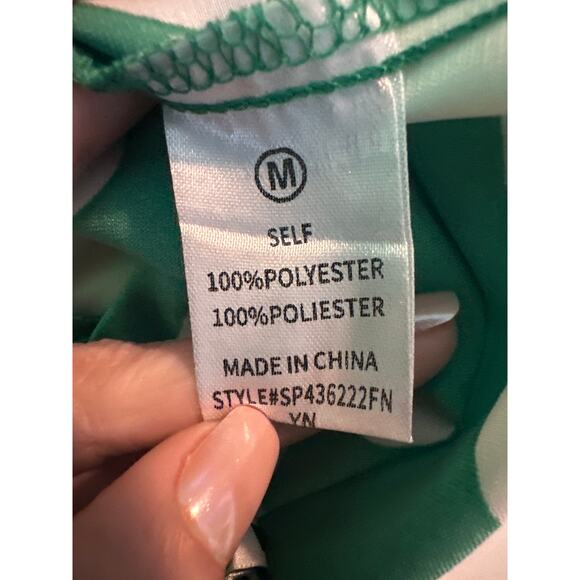 M
SELF
100%POLYESTER
100%POLIESTER
MADE IN CHINA
STYLE#SP436222FN
YN